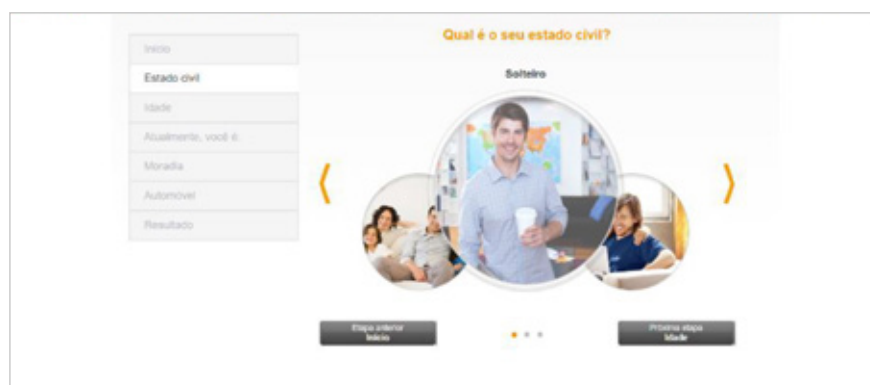 Qual é o seu estado civil?
Início
Estado civil
Idade
Atualmente, você é:
Moradia
Automóvel
Resultado
Solteiro
Etapa anterior
Início
Próxima etapa
Idade